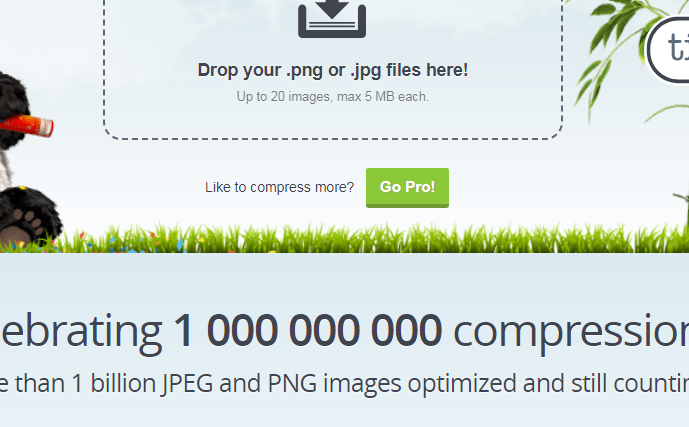 ti
Drop your .png or .jpg files here!
Up to 20 images, max 5 MB each.
Like to compress more? Go Pro!
ebrating 1 000 000 000 compression
e than 1 billion JPEG and PNG images optimized and still countin